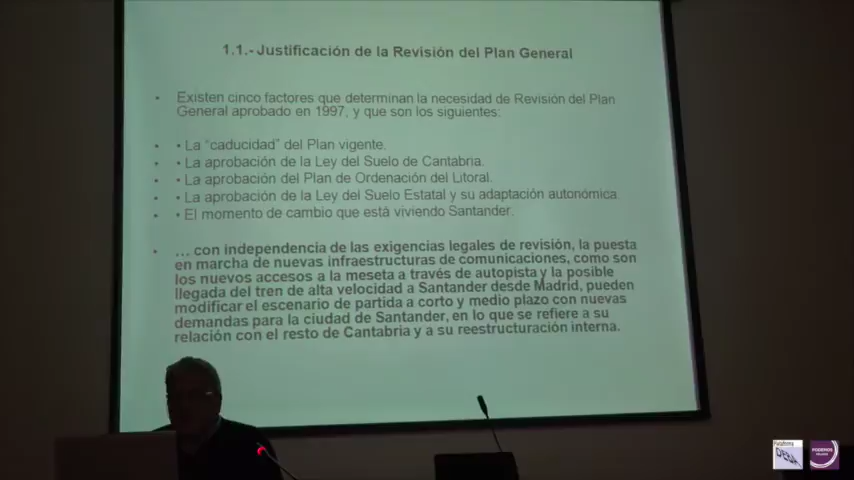 1.1.- Justificación de la Revisión del Plan General
• Existen cinco factores que determinan la necesidad de Revisión del Plan
General aprobado en 1997, y que son los siguientes:
• • La "caducidad" del Plan vigente.
• • La aprobación de la Ley del Suelo de Cantabria.
• • La aprobación del Plan de Ordenación del Litoral.
• • La aprobación de la Ley del Suelo Estatal y su adaptación autonómica.
• • El momento de cambio que está viviendo Santander.
• … con independencia de las exigencias legales de revisión, la puesta
en marcha de nuevas infraestructuras de comunicaciones, como son
los nuevos accesos a la meseta a través de autopista y la posible
llegada del tren de alta velocidad a Santander desde Madrid, pueden
modificar el escenario de partida a corto y medio plazo con nuevas
demandas para la ciudad de Santander, en lo que se refiere a su
relación con el resto de Cantabria y a su reestructuración interna.
Plataforma
DEBA
PODEMOS